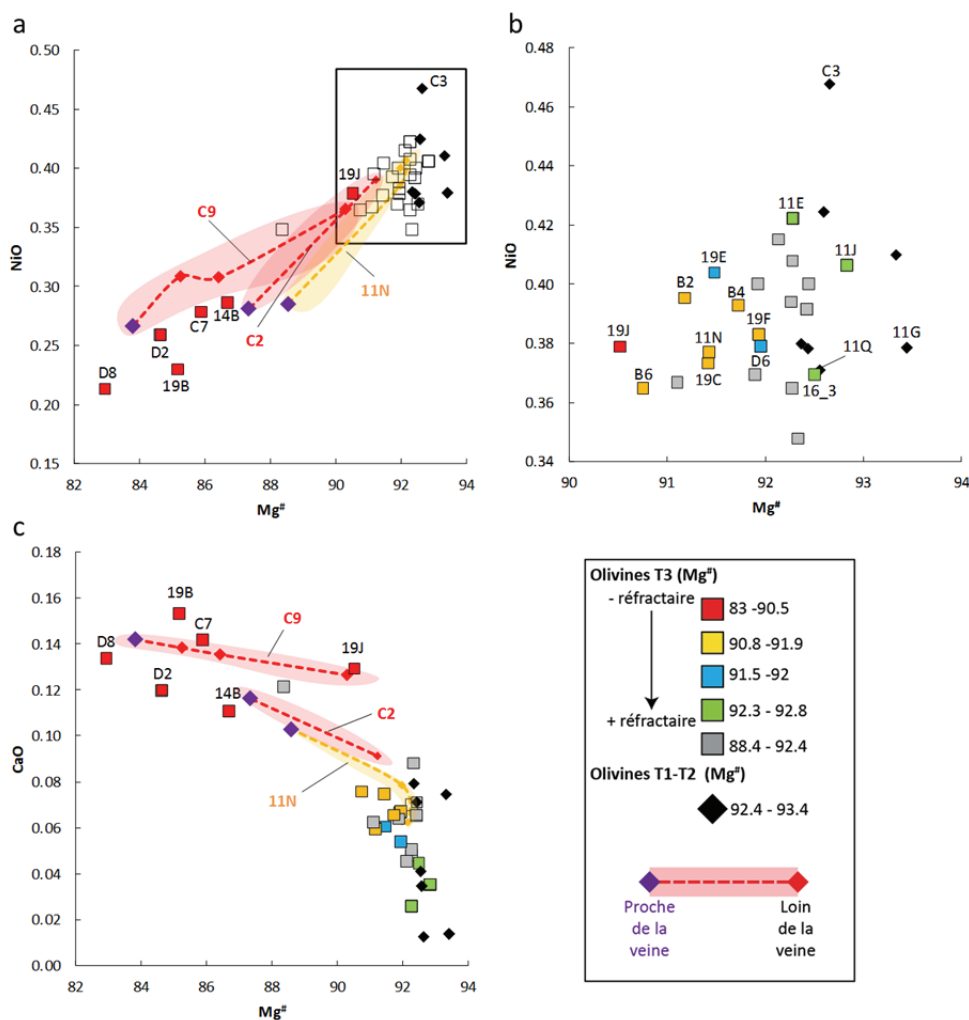 a
NiO
0.50
0.45
0.40
0.35
0.30
0.25
0.20
0.15
82 84 86 88 90 92 94
Mg#
C3
19J
C9
11N
C2
14B
C7
D2
19B
D8
b
NiO
0.48
0.46
0.44
0.42
0.40
0.38
0.36
0.34
90 91 92 93 94
Mg#
C3
11E
11J
19E
B2
B4
19F
19J
11N
11G
11Q
19C
D6
B6
16_3
c
CaO
0.18
0.16
0.14
0.12
0.10
0.08
0.06
0.04
0.02
0.00
82 84 86 88 90 92 94
Mg#
19B
C7
C9
D8
19J
D2
14B
C2
11N
Olivines T3 (Mg#)
- réfractaire
+ réfractaire
83 -90.5
90.8 -91.9
91.5 -92
92.3 - 92.8
88.4 - 92.4
Olivines T1-T2 (Mg#)
92.4 - 93.4
Proche
de la
veine
Loin
de la
veine